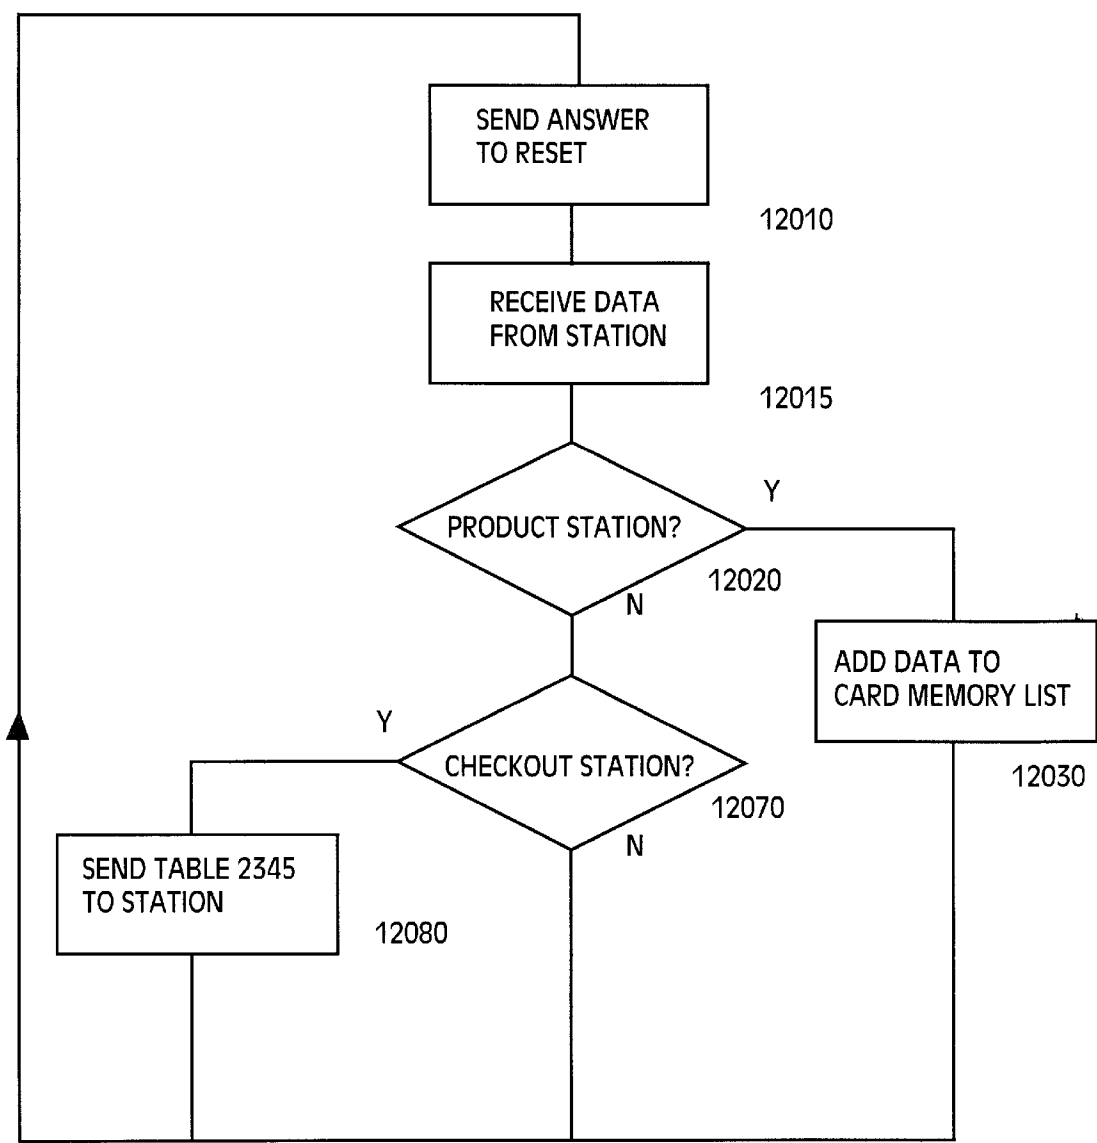 SEND ANSWER
TO RESET
12010
RECEIVE DATA
FROM STATION
12015
Y
PRODUCT STATION?
12020
N
ADD DATA TO
CARD MEMORY LIST
12030
Y
CHECKOUT STATION?
12070
N
SEND TABLE 2345
TO STATION
12080